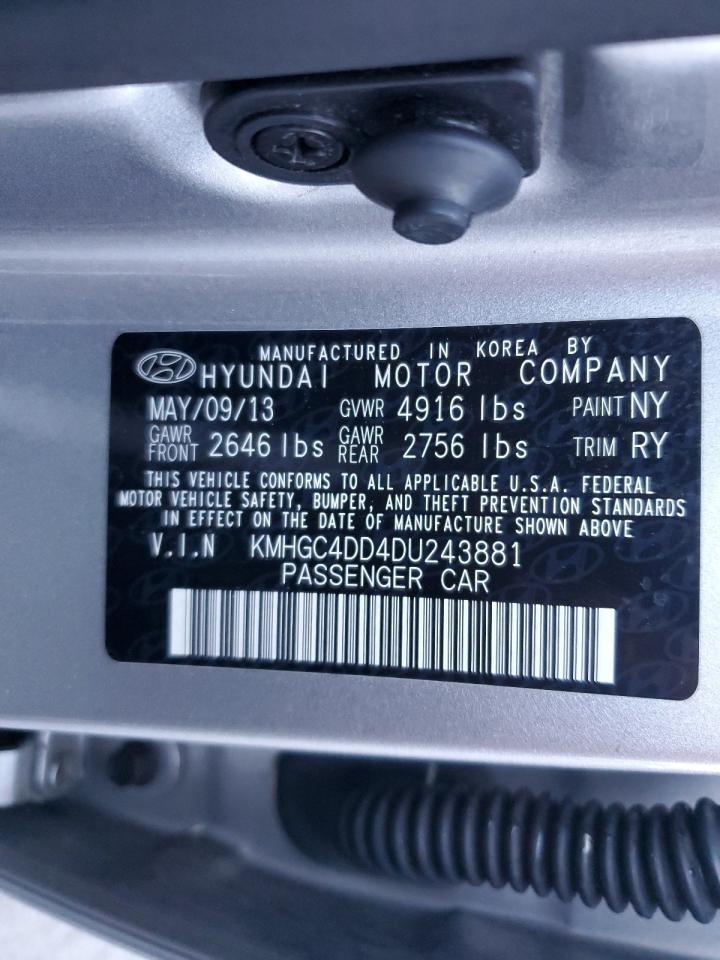 MANUFACTURED IN KOREA BY
HYUNDAI MOTOR COMPANY
MAY/09/13 GVWR 4916 lbs PAINT NY
GAWR FRONT 2646 lbs GAWR REAR 2756 lbs TRIM RY
THIS VEHICLE CONFORMS TO ALL APPLICABLE U.S.A. FEDERAL
MOTOR VEHICLE SAFETY, BUMPER, AND THEFT PREVENTION STANDARDS
IN EFFECT ON THE DATE OF MANUFACTURE SHOWN ABOVE
V.I.N KMHGC4DD4DU243881
PASSENGER CAR